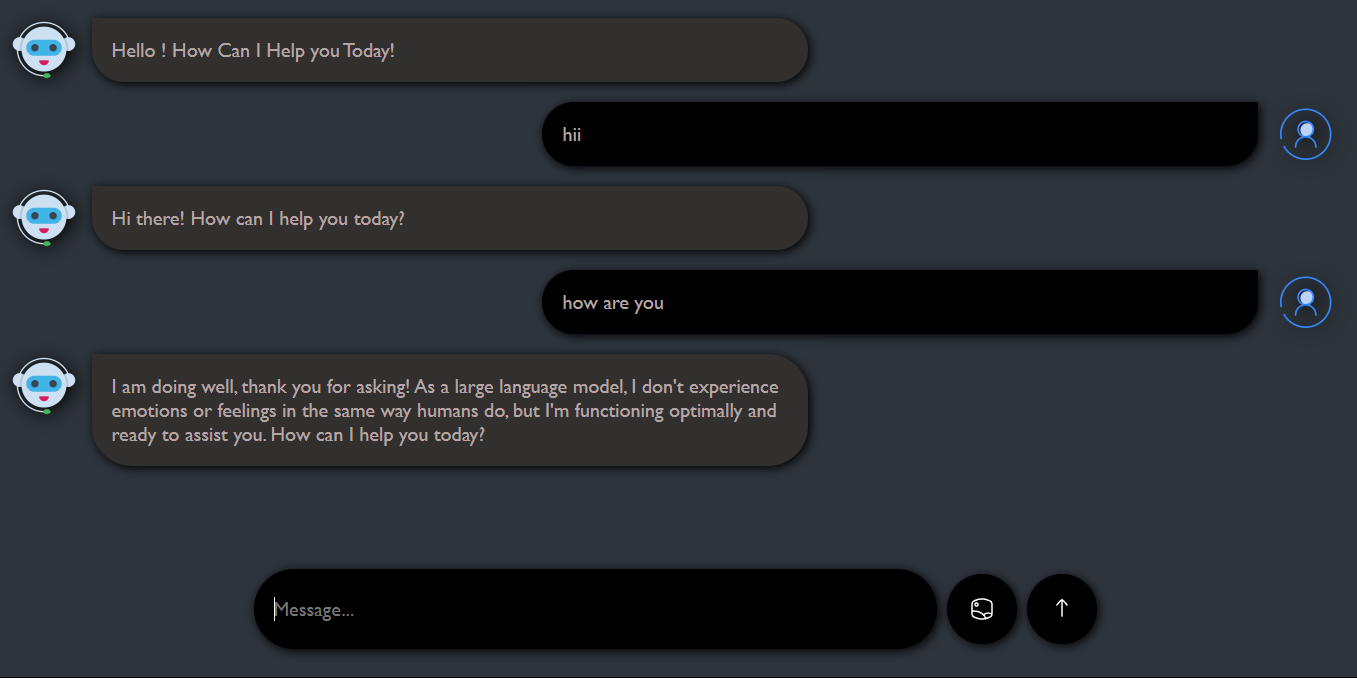 Hello ! How Can I Help you Today!
hii
Hi there! How can I help you today?
how are you
I am doing well, thank you for asking! As a large language model, I don't experience
emotions or feelings in the same way humans do, but I'm functioning optimally and
ready to assist you. How can I help you today?
Message...